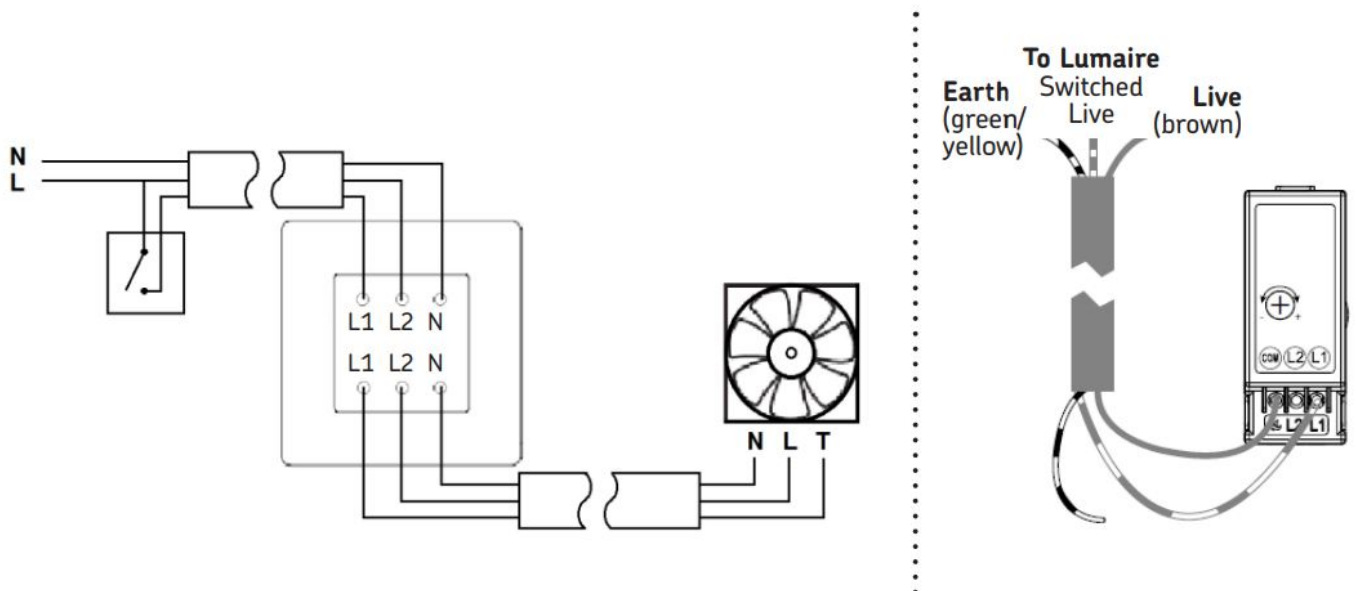 N
L
L1 L2 N
L1 L2 N
N L T
To Lumaire
Switched
Live
Earth
(green/
yellow)
Live
(brown)
- +
COM L2 L1
L2 L1